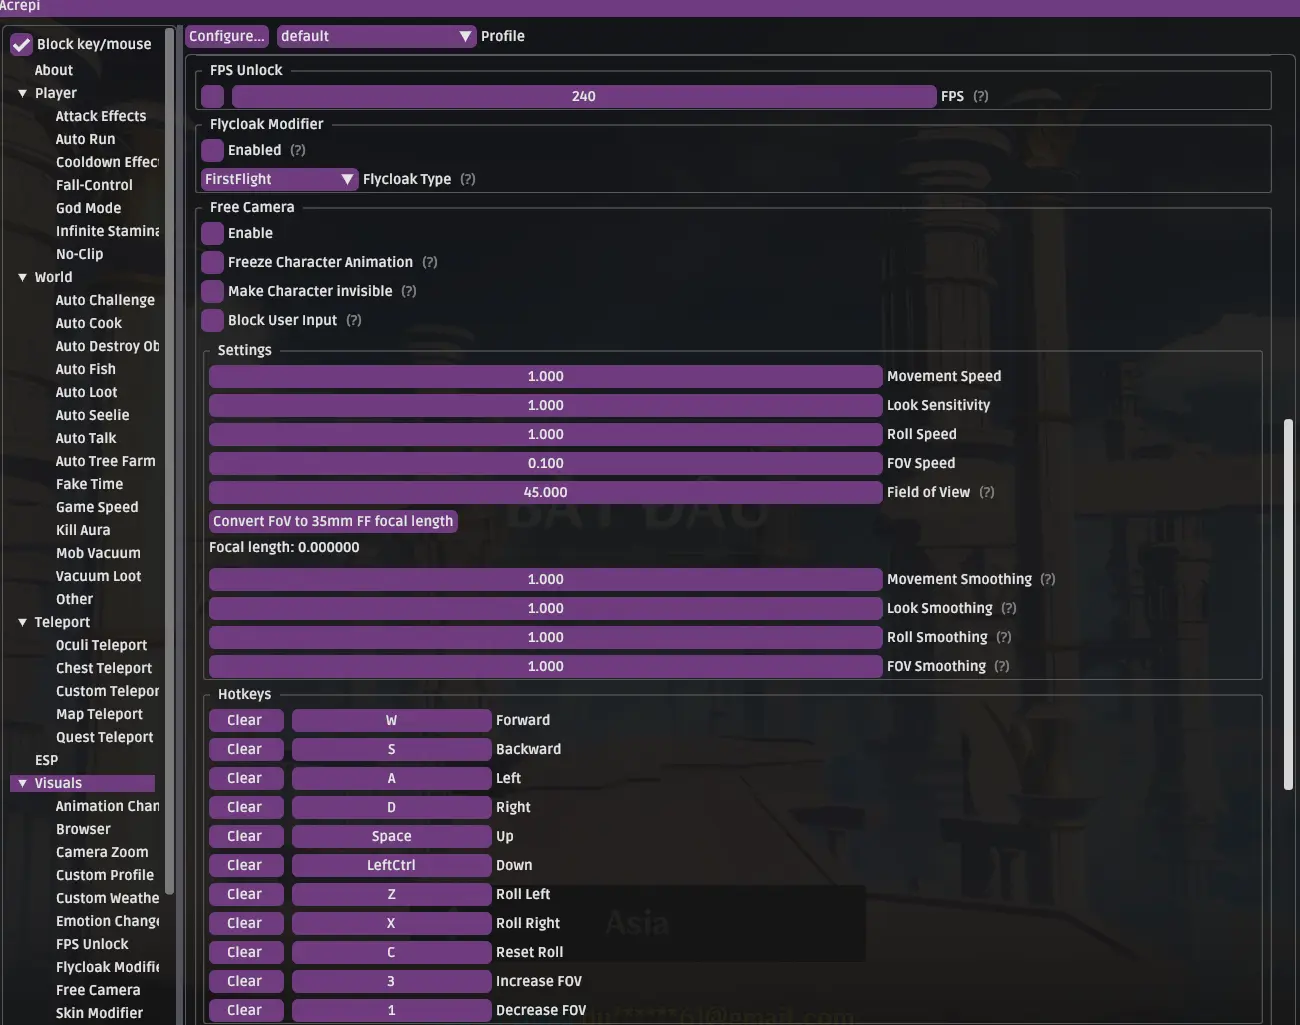 Acrepi
Block key/mouse
About
Player
Attack Effects
Auto Run
Cooldown Effec
Fall-Control
God Mode
Infinite Stamina
No-Clip
World
Auto Challenge
Auto Cook
Auto Destroy Ob
Auto Fish
Auto Loot
Auto Seelie
Auto Talk
Auto Tree Farm
Fake Time
Game Speed
Kill Aura
Mob Vacuum
Vacuum Loot
Other
Teleport
Oculi Teleport
Chest Teleport
Custom Telepor
Map Teleport
Quest Teleport
ESP
Visuals
Animation Chan
Browser
Camera Zoom
Custom Profile
Custom Weathe
Emotion Change
FPS Unlock
Flycloak Modifie
Free Camera
Skin Modifier
Configure... default Profile
FPS Unlock
240 FPS (?)
Flycloak Modifier
Enabled (?)
FirstFlight Flycloak Type (?)
Free Camera
Enable
Freeze Character Animation (?)
Make Character invisible (?)
Block User Input (?)
Settings
1.000 Movement Speed
1.000 Look Sensitivity
1.000 Roll Speed
0.100 FOV Speed
45.000 Field of View (?)
BẮT ĐẦU
Convert FoV to 35mm FF focal length
Focal length: 0.000000
1.000 Movement Smoothing (?)
1.000 Look Smoothing (?)
1.000 Roll Smoothing (?)
1.000 FOV Smoothing (?)
Hotkeys
Clear W Forward
Clear S Backward
Clear A Left
Clear D Right
Clear Space Up
Clear LeftCtrl Down
Clear Z Roll Left
Clear X Roll Right
Asia
Clear C Reset Roll
Clear 3 Increase FOV
Clear 1 Decrease FOV